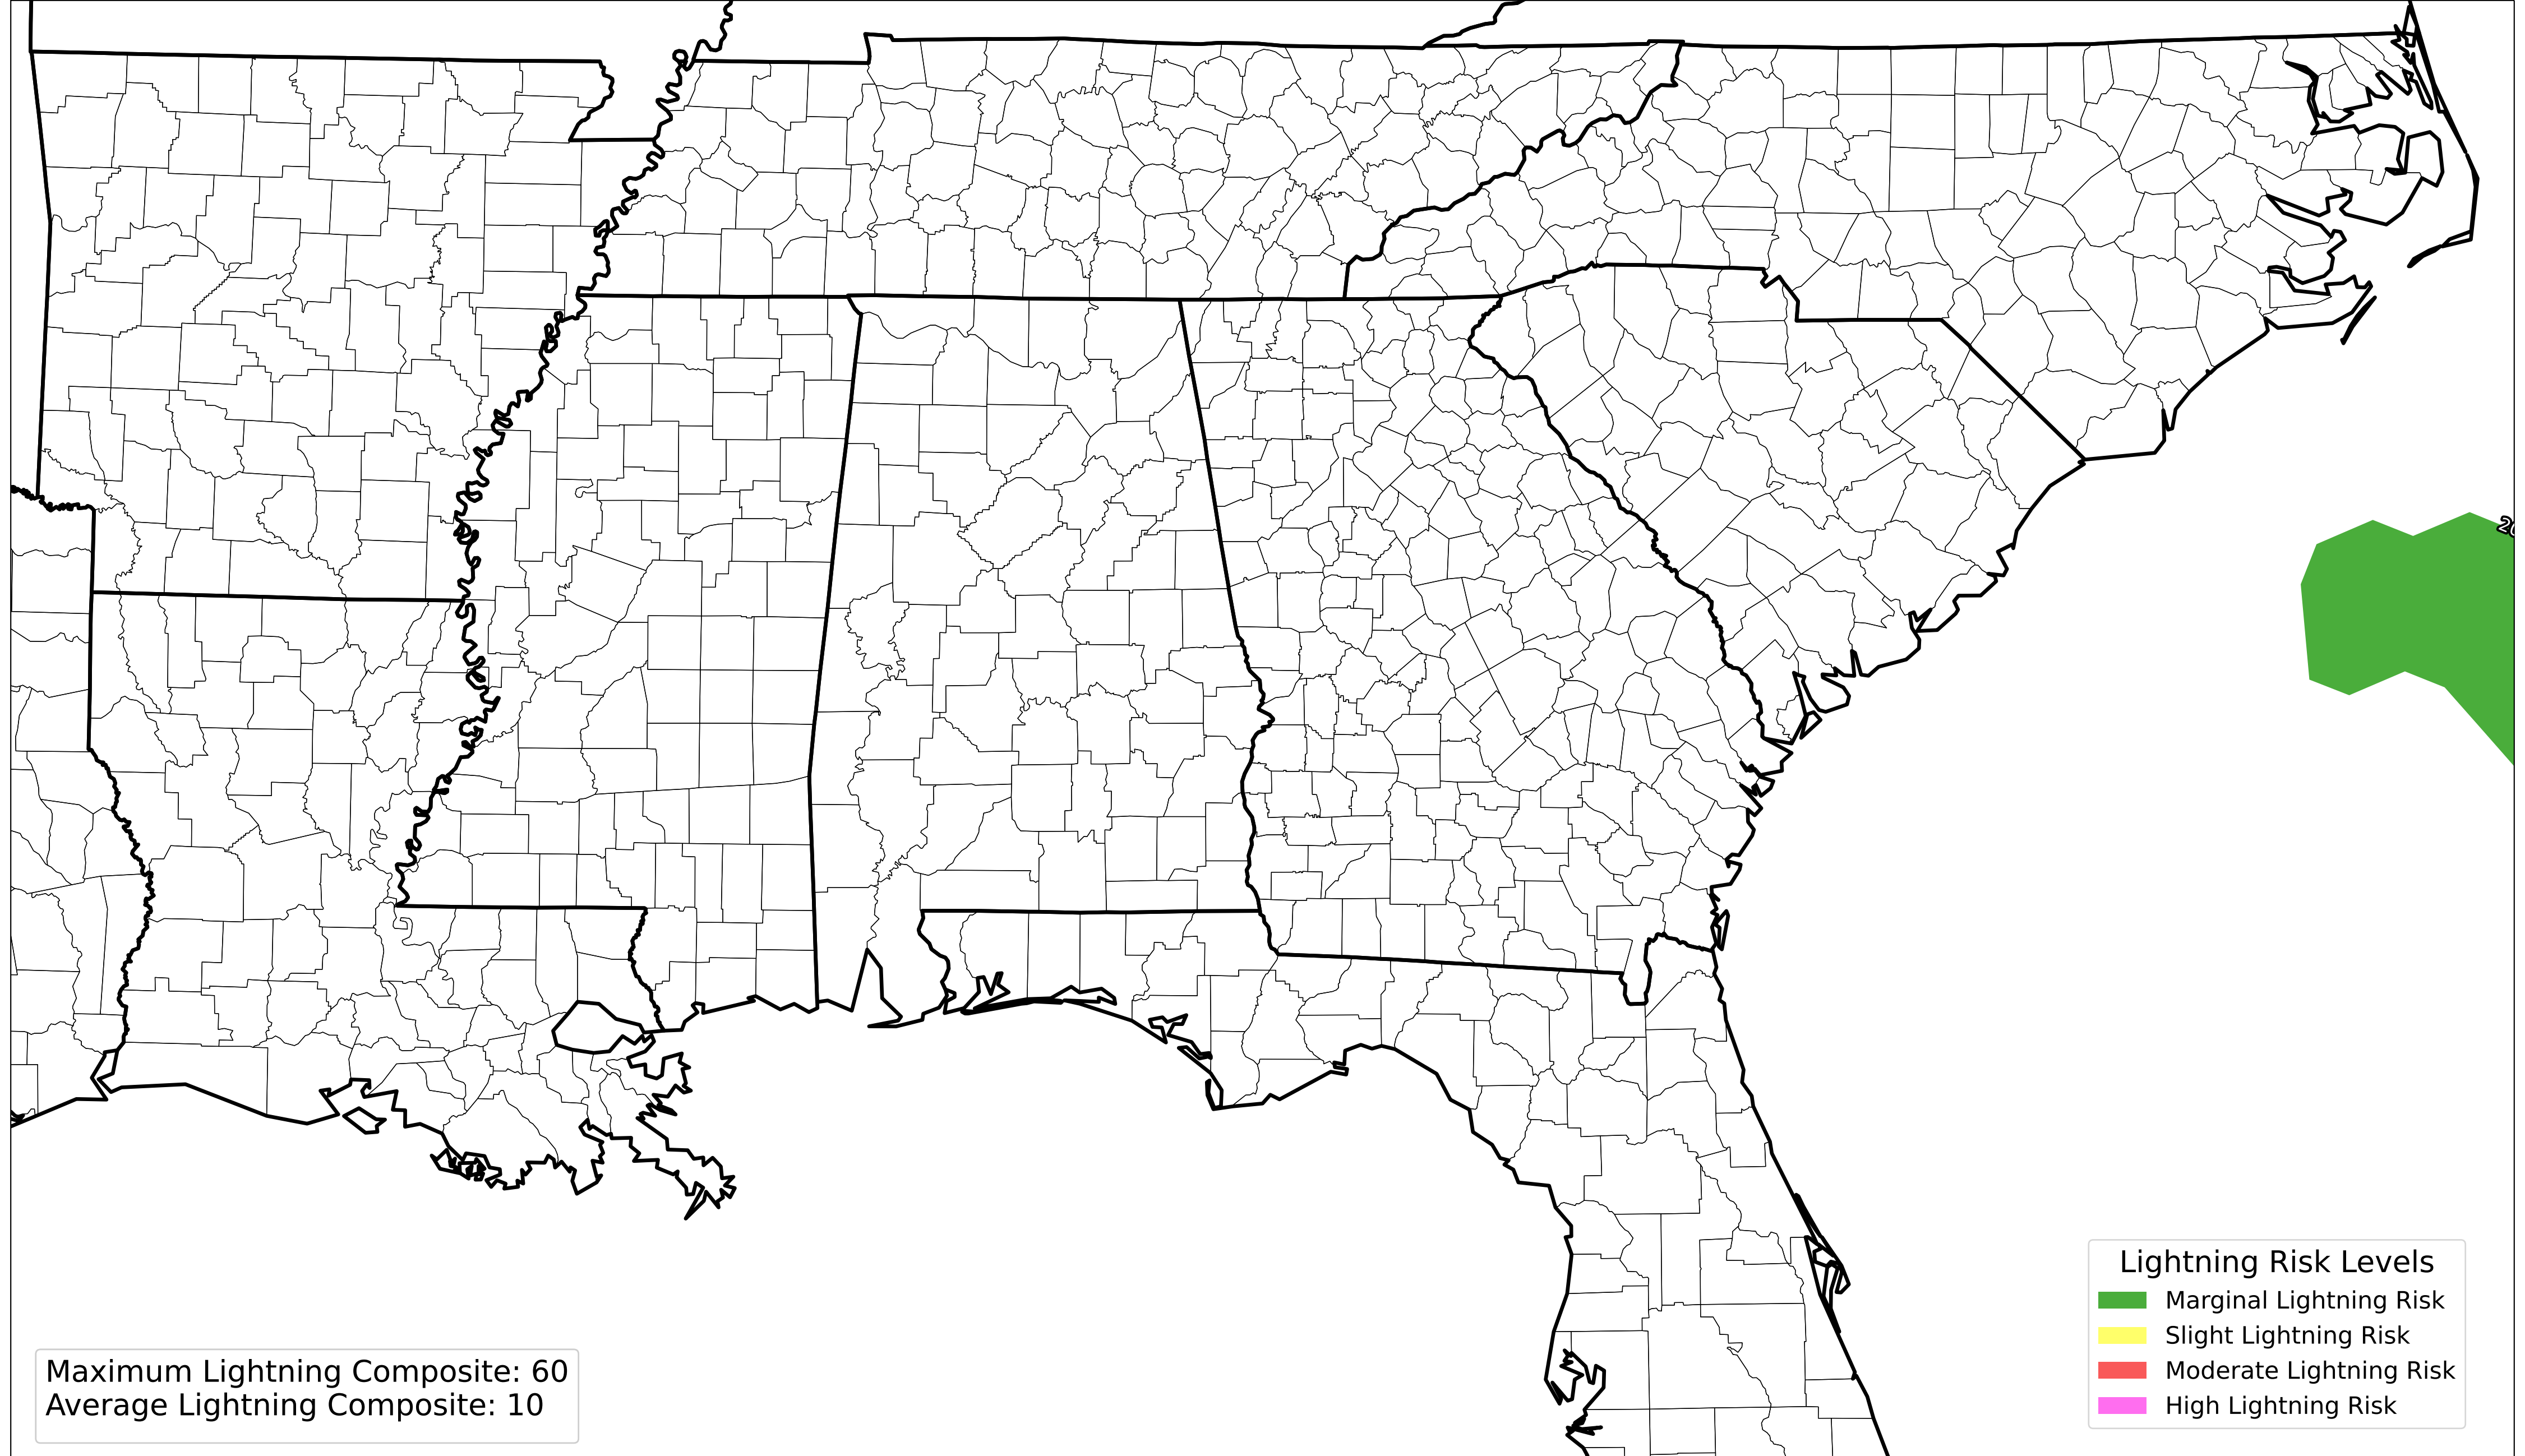 Lightning Risk Levels
Marginal Lightning Risk
Slight Lightning Risk
Moderate Lightning Risk
High Lightning Risk
Maximum Lightning Composite: 60
Average Lightning Composite: 10